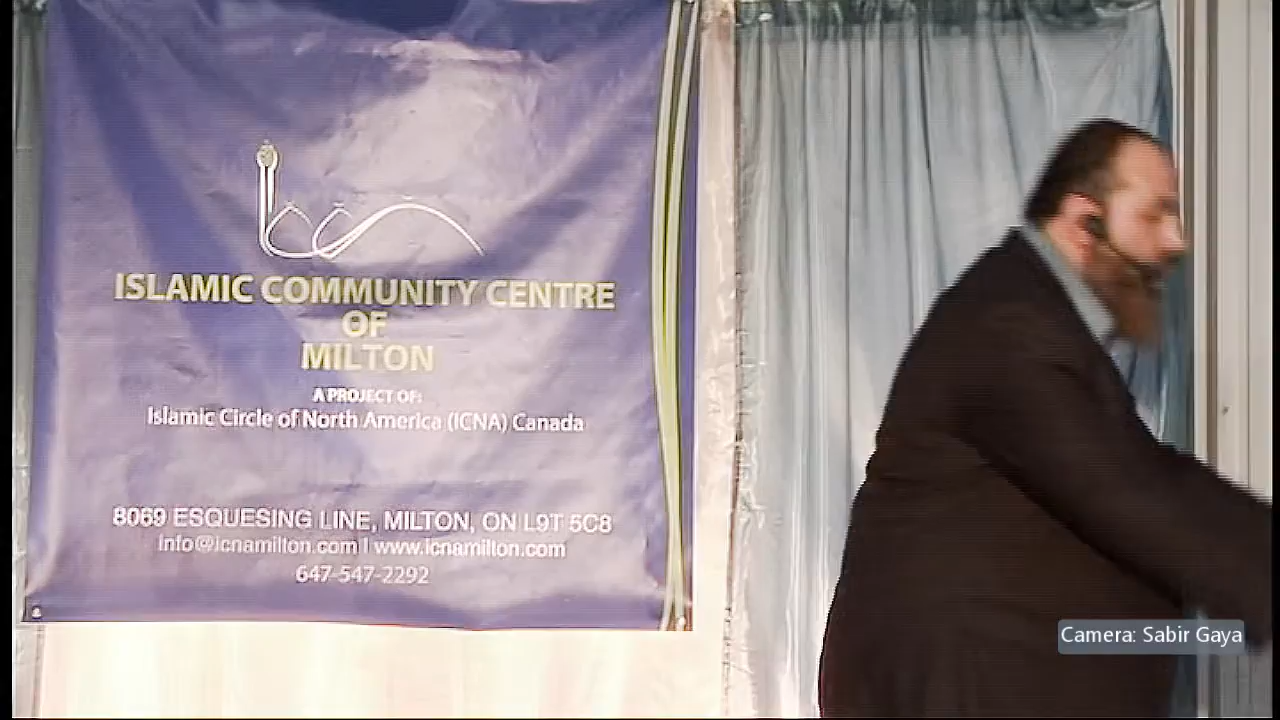 ISLAMIC COMMUNITY CENTRE
OF
MILTON
A PROJECT OF:
Islamic Circle of North America (ICNA) Canada
8069 ESQUESING LINE, MILTON, ON L9T 5C8
info@icnamilton.com | www.icnamilton.com
647-547-2292
Camera: Sabir Gaya